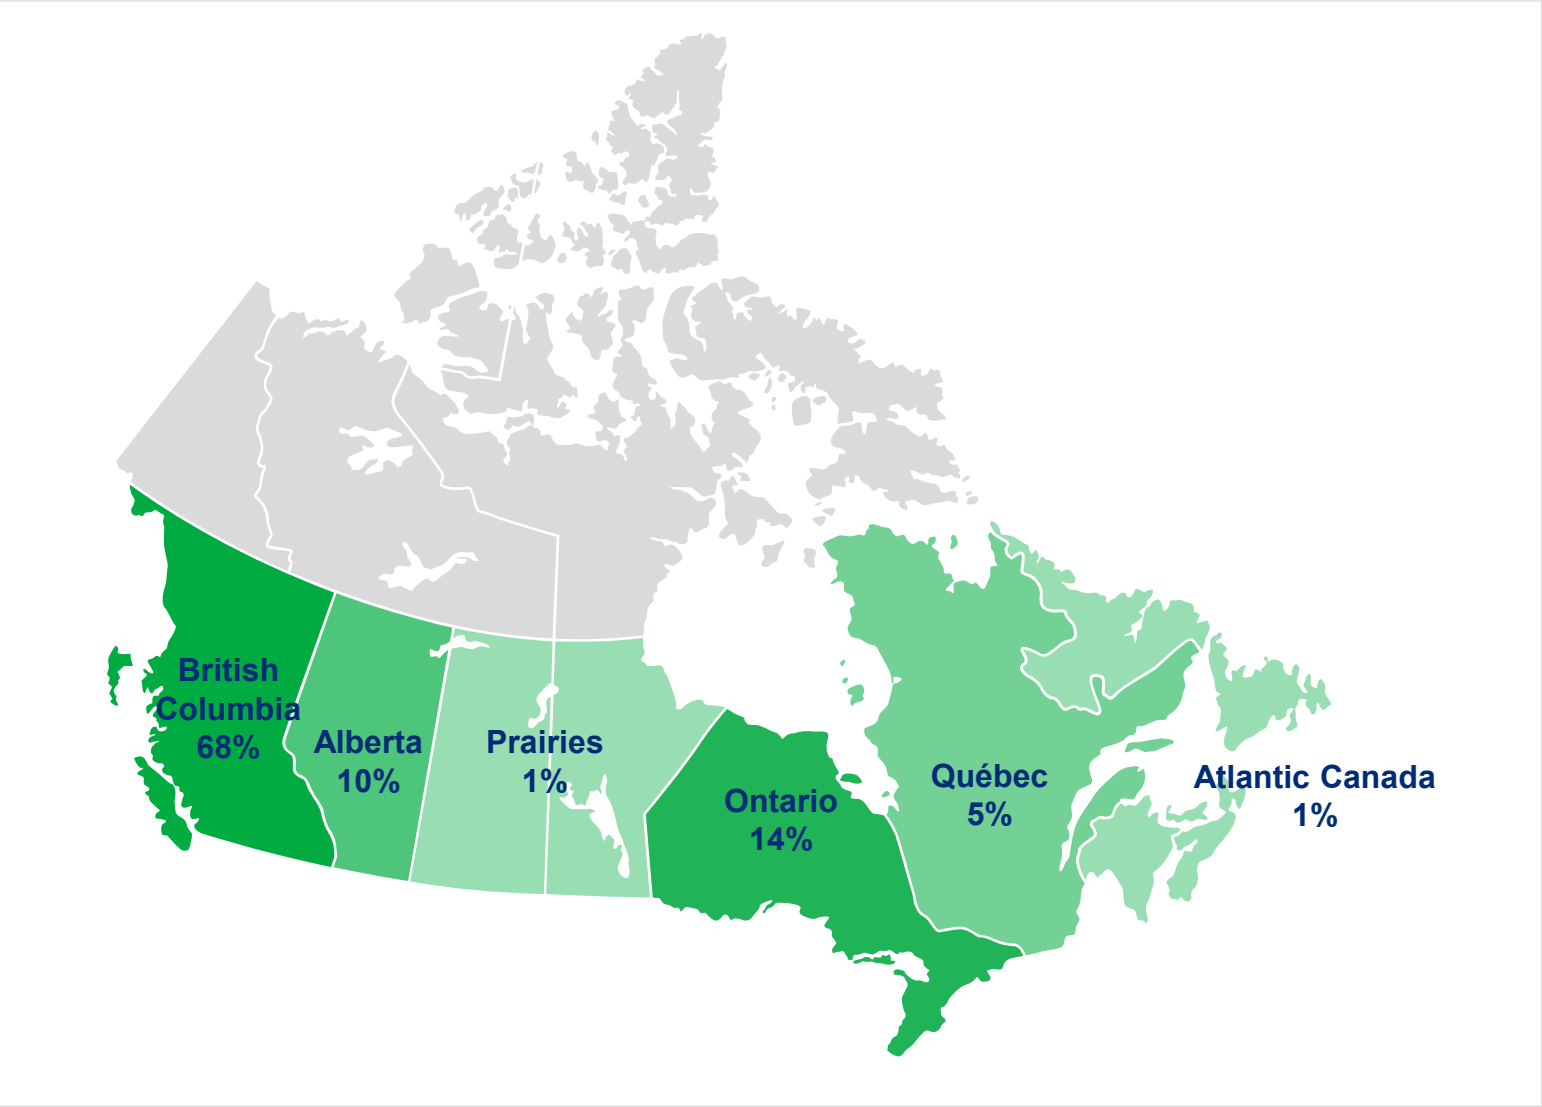 British
Columbia
68%
Alberta
10%
Prairies
1%
Ontario
14%
Québec
5%
Atlantic Canada
1%